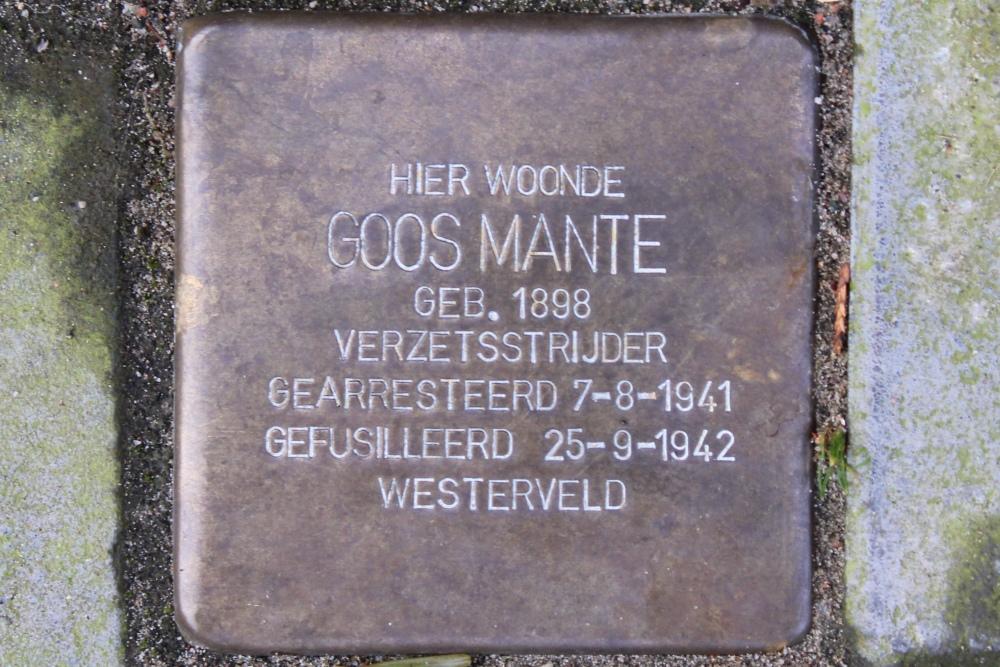 HIER WOONDE
GOOS MANTE
GEB. 1898
VERZETSSTRIJDER
GEARRESTEERD 7-8-1941
GEFUSILLEERD 25-9-1942
WESTERVELD